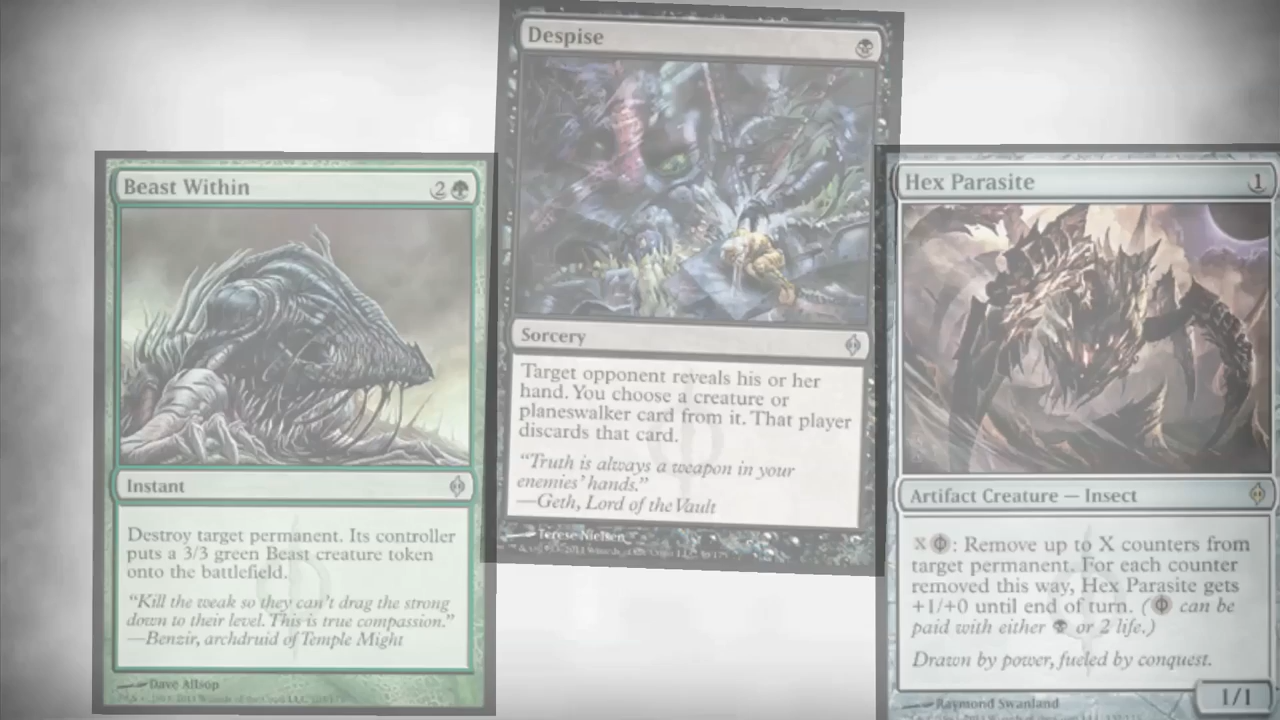 Beast Within
2
Instant
Destroy target permanent. Its controller
puts a 3/3 green Beast creature token
onto the battlefield.
“Kill the weak so they can’t drag the strong
down to their level. This is true compassion.”
—Benzir, archdruid of Temple Might
Dave Allsop
Despise
Sorcery
Target opponent reveals his or her
hand. You choose a creature or
planeswalker card from it. That player
discards that card.
“Truth is always a weapon in your
enemies’ hands.”
—Geth, Lord of the Vault
Terese Nielsen
Hex Parasite
1
Artifact Creature — Insect
X : Remove up to X counters from
target permanent. For each counter
removed this way, Hex Parasite gets
+1/+0 until end of turn. ( can be
paid with either or 2 life.)
Drawn by power, fueled by conquest.
Raymond Swanland
1/1